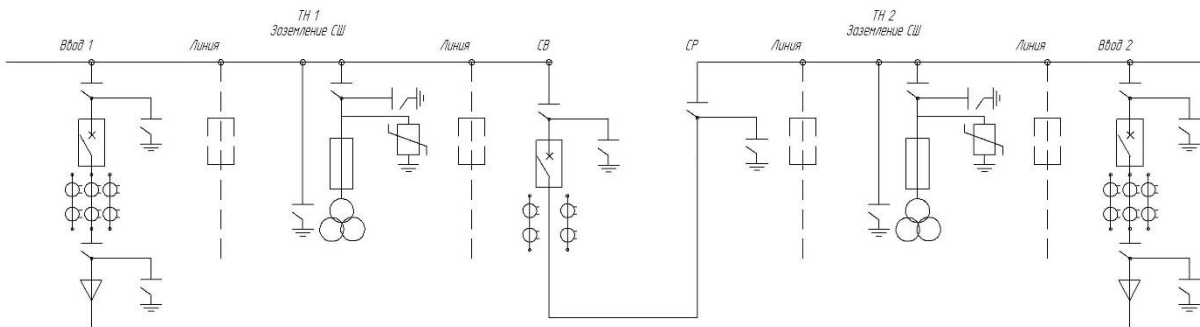 Ввод 1
Линия
ТН 1
Заземление СШ
Линия
СВ
СР
Линия
ТН 2
Заземление СШ
Линия
Ввод 2